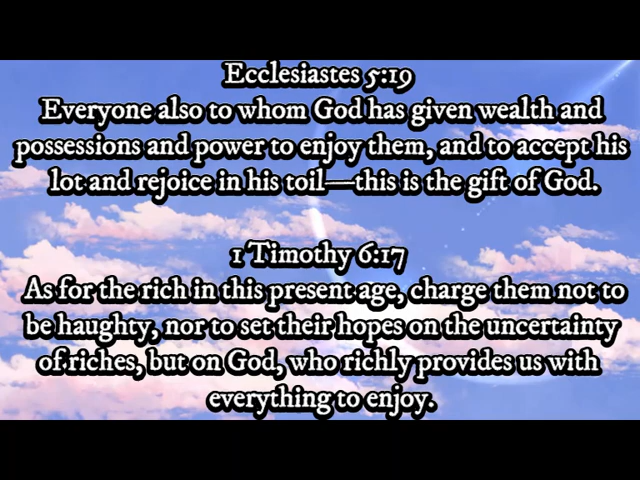 Ecclesiastes 5:19
Everyone also to whom God has given wealth and
possessions and power to enjoy them, and to accept his
lot and rejoice in his toil—this is the gift of God.
1 Timothy 6:17
As for the rich in this present age, charge them not to
be haughty, nor to set their hopes on the uncertainty
of riches, but on God, who richly provides us with
everything to enjoy.